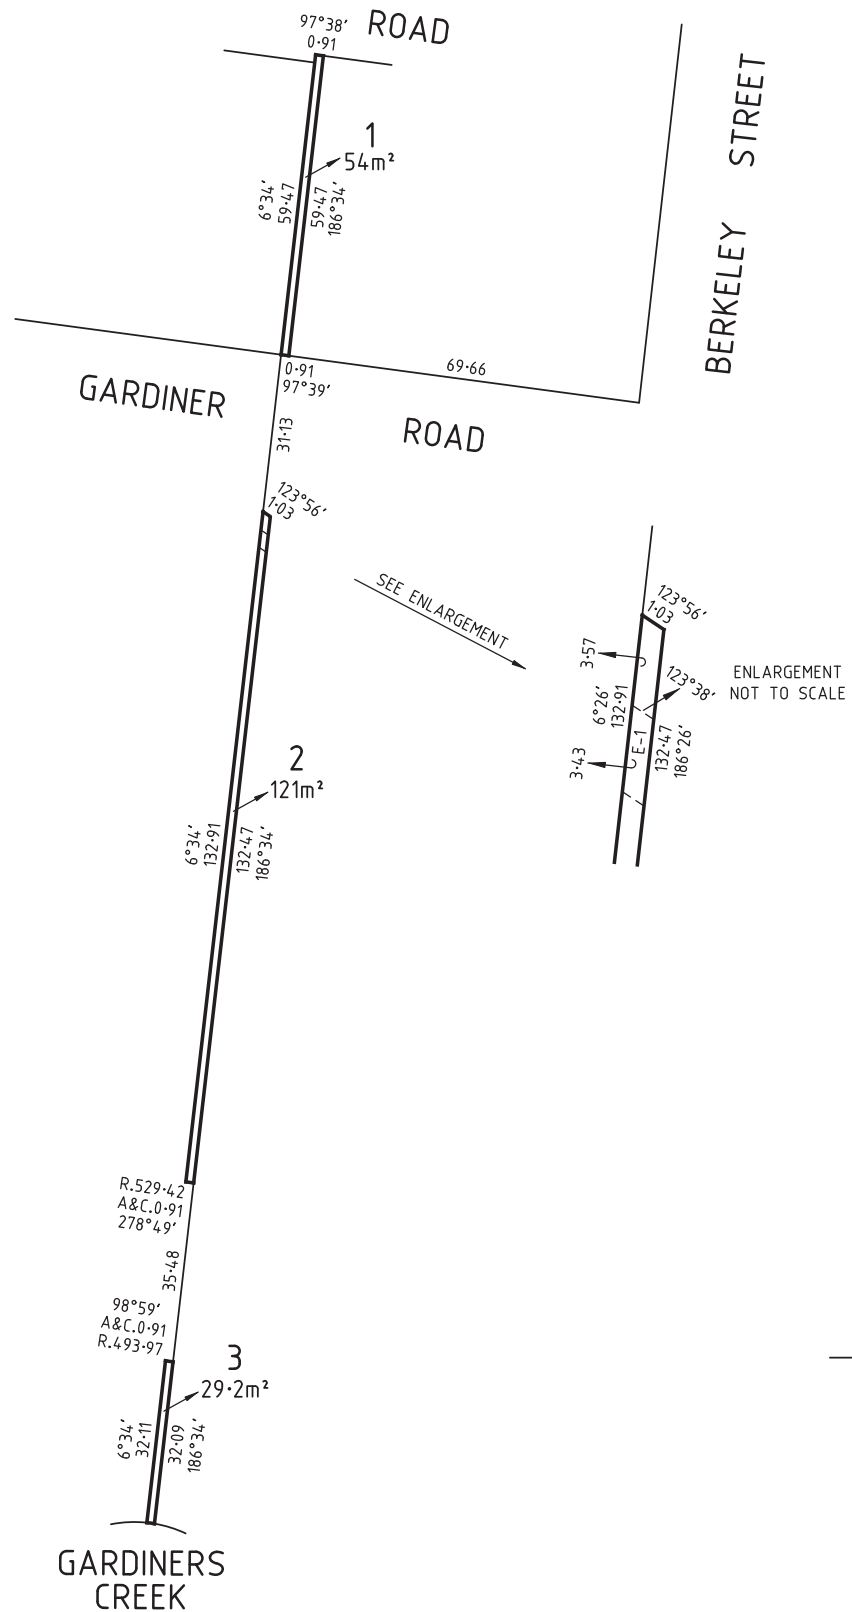 97°38′
0·91
ROAD
BERKELEY STREET
1
54m²
6°34′
59·47
59·47
186°34′
0·91
97°39′
69·66
GARDINER ROAD
31·13
123°56′
1·03
SEE ENLARGEMENT
123°56′
1·03
3·57
123°38′
ENLARGEMENT
NOT TO SCALE
6°26′
132·91
E-1
132·47
186°26′
3·43
2
121m²
6°34′
132·91
132·47
186°34′
R.529·42
A&C.0·91
278°49′
35·48
98°59′
A&C.0·91
R.493·97
3
29·2m²
6°34′
32·11
32·09
186°34′
GARDINERS
CREEK